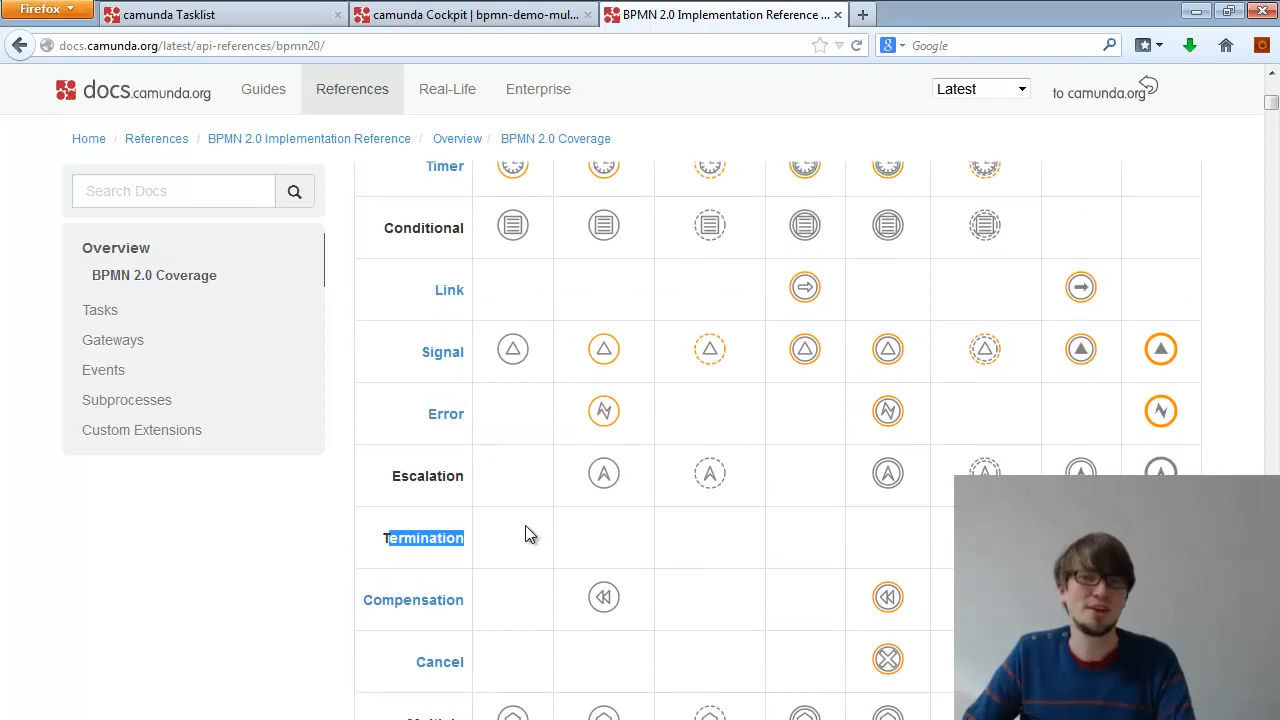 Firefox
camunda Tasklist
camunda Cockpit | bpmn-demo-mul...
BPMN 2.0 Implementation Reference ...
docs.camunda.org/latest/api-references/bpmn20/
Google
docs.camunda.org
Guides
References
Real-Life
Enterprise
Latest
to camunda.org
Home / References / BPMN 2.0 Implementation Reference / Overview / BPMN 2.0 Coverage
Search Docs
Overview
BPMN 2.0 Coverage
Tasks
Gateways
Events
Subprocesses
Custom Extensions
Timer
Conditional
Link
Signal
Error
Escalation
Termination
Compensation
Cancel